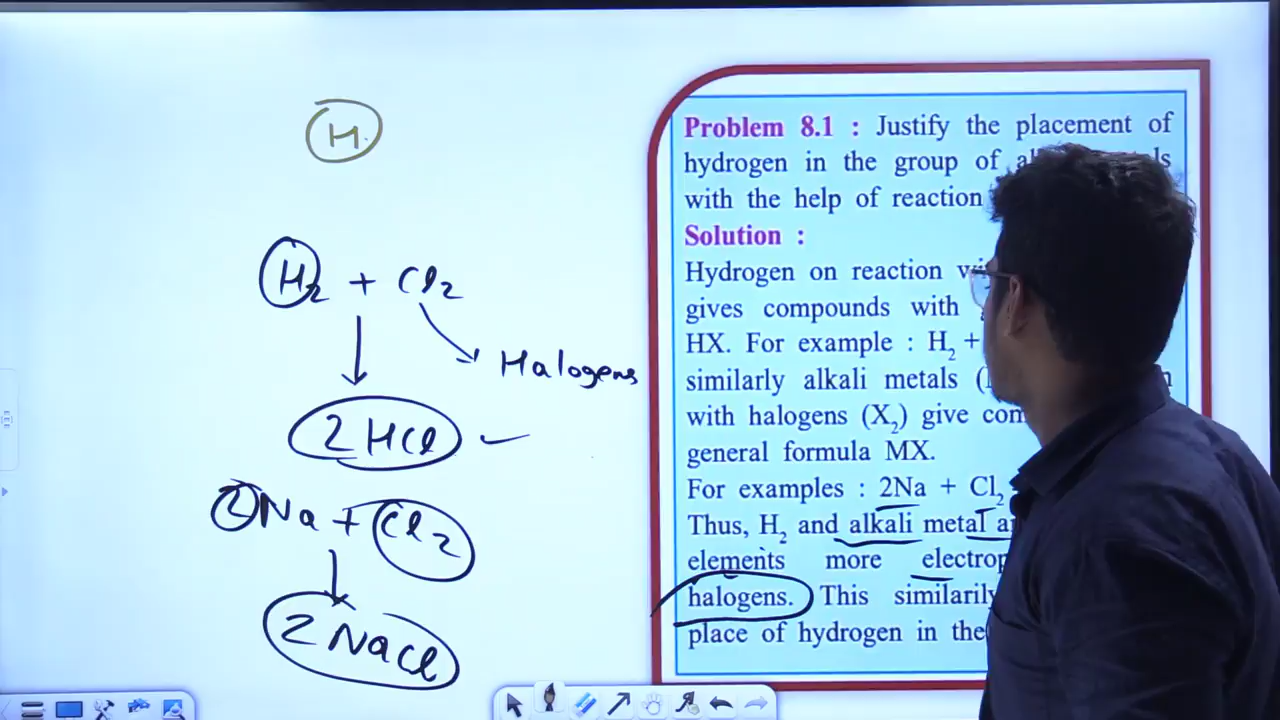 H
H2 + Cl2
Halogens
2HCl
2Na + Cl2
2NaCl
Problem 8.1 : Justify the placement of
hydrogen in the group of
with the help of reaction
Solution :
Hydrogen on reaction
gives compounds with
HX. For example : H₂ +
similarly alkali metals
with halogens (X₂) give
general formula MX.
For examples : 2Na + Cl₂
Thus, H₂ and alkali metal
elements more
halogens. This similarily
place of hydrogen in the